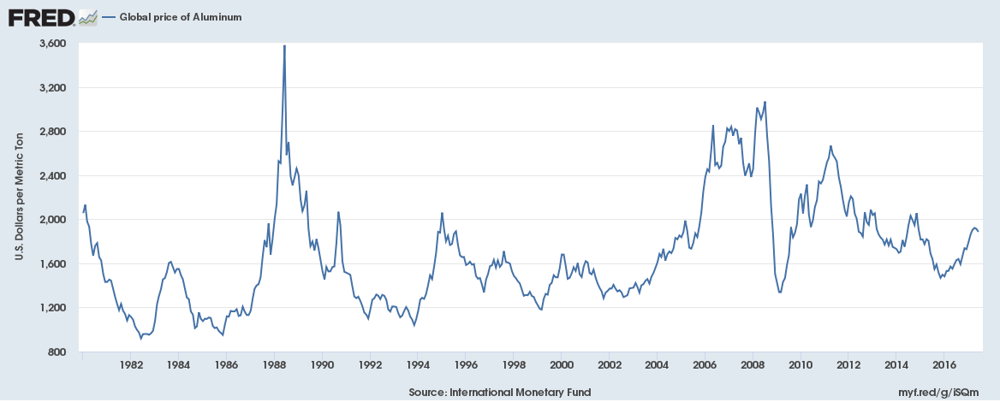 FRED Global price of Aluminum
U.S. Dollars per Metric Ton
3,600
3,200
2,800
2,400
2,000
1,600
1,200
800
1982 1984 1986 1988 1990 1992 1994 1996 1998 2000 2002 2004 2006 2008 2010 2012 2014 2016
Source: International Monetary Fund
myf.red/g/iSQm